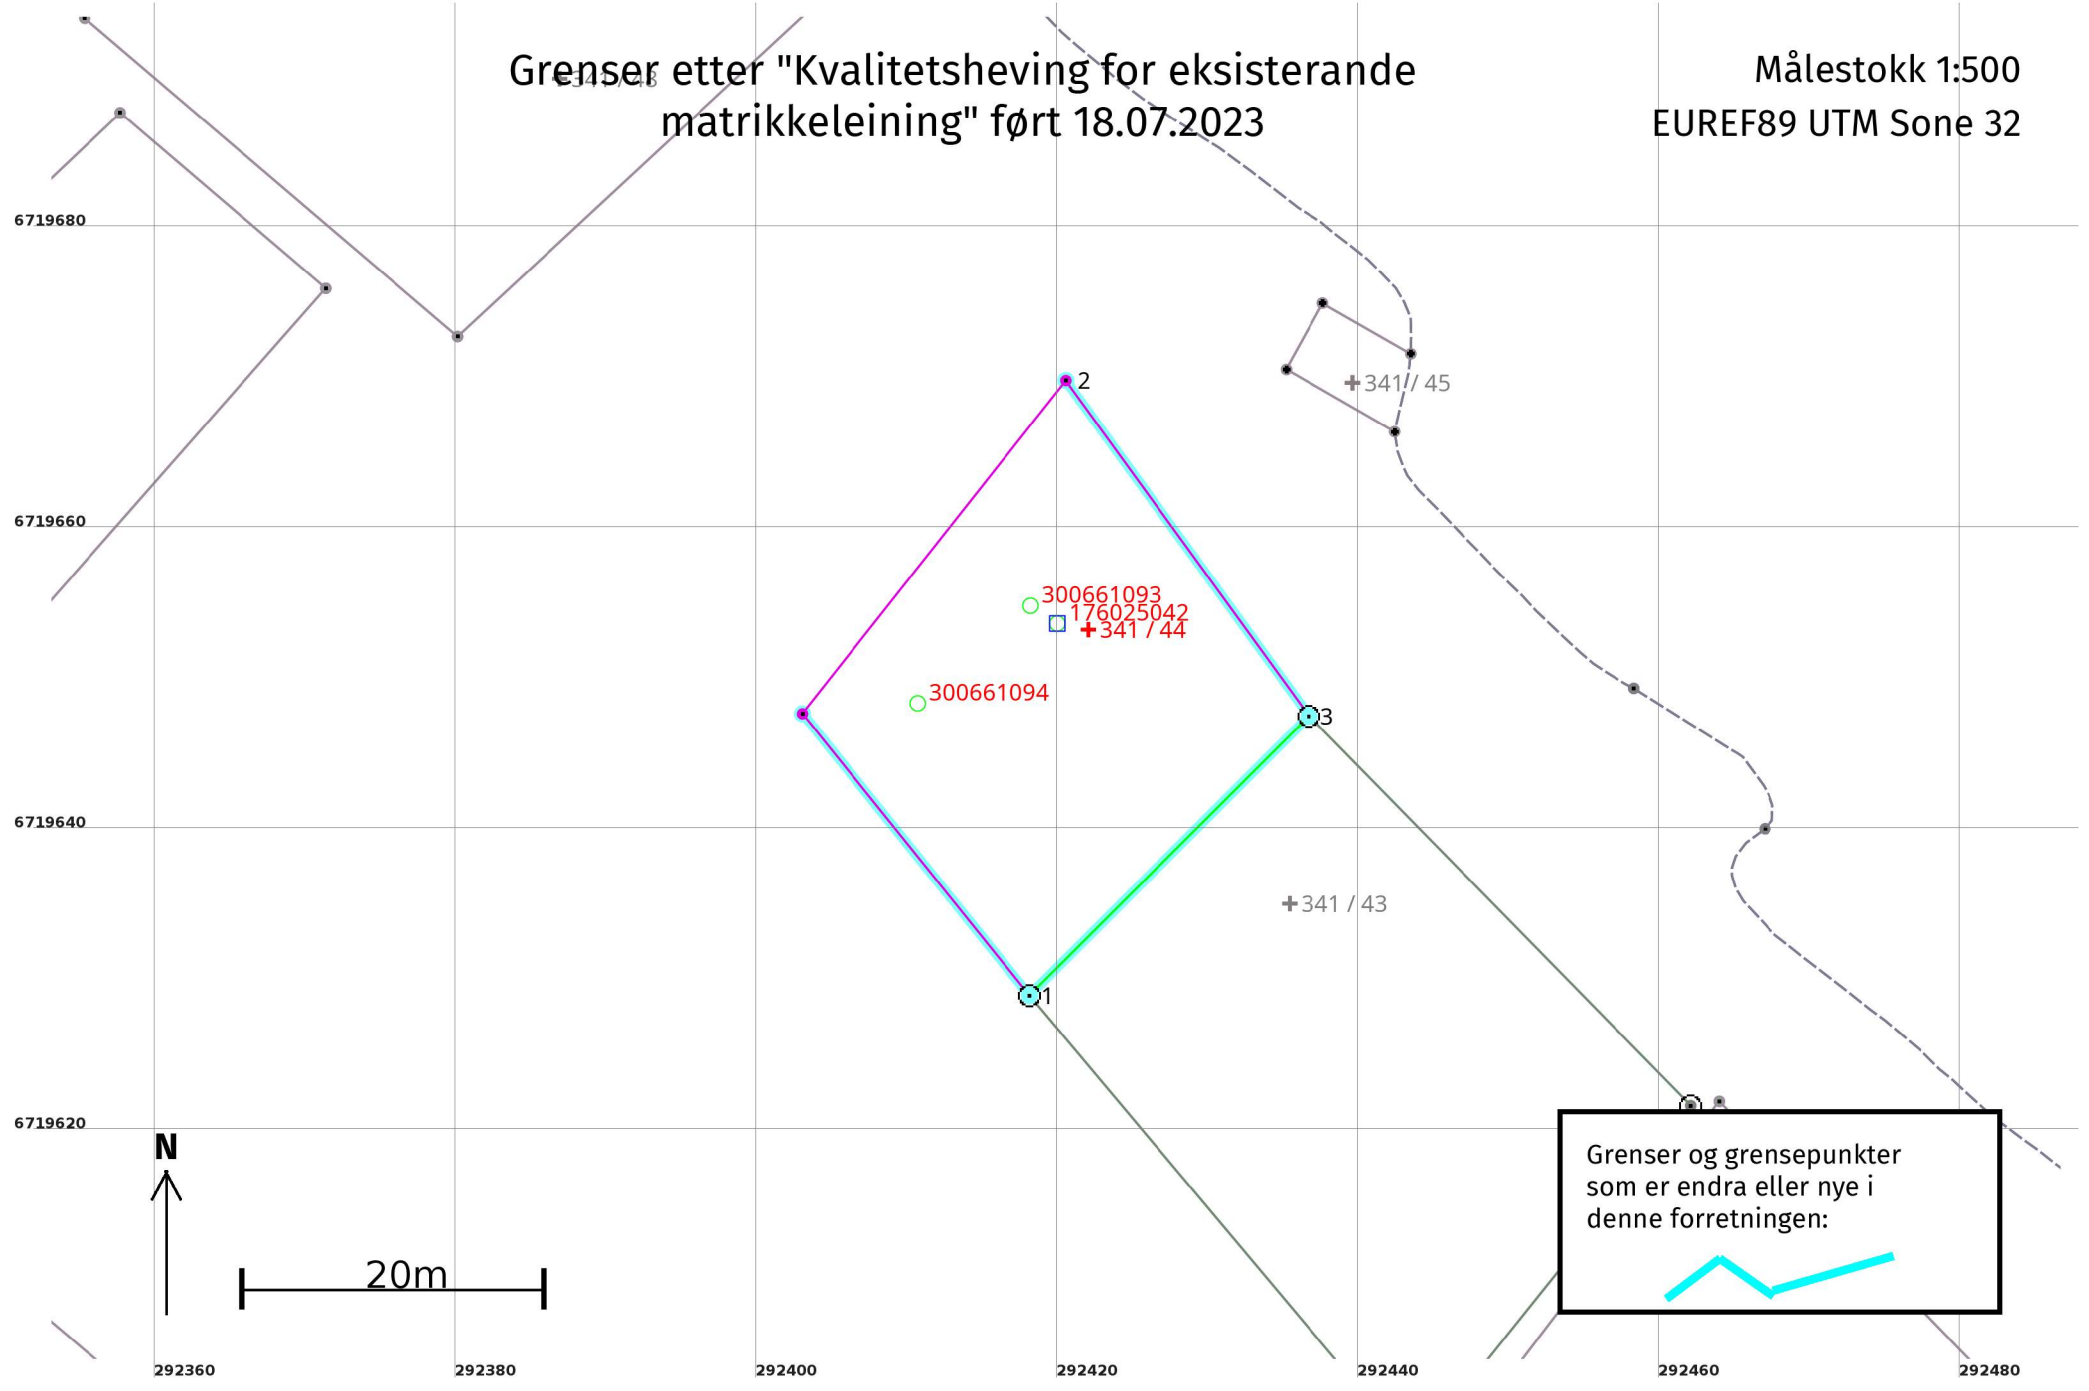 Grenser etter "Kvalitetsheving for eksisterande
matrikkeleining" ført 18.07.2023
Målestokk 1:500
EUREF89 UTM Sone 32
341 / 48
6719680
341 / 45
2
6719660
300661093
176025042
341 / 44
300661094
3
6719640
341 / 43
1
6719620
N
20m
Grenser og grensepunkter
som er endra eller nye i
denne forretningen:
292360
292380
292400
292420
292440
292460
292480